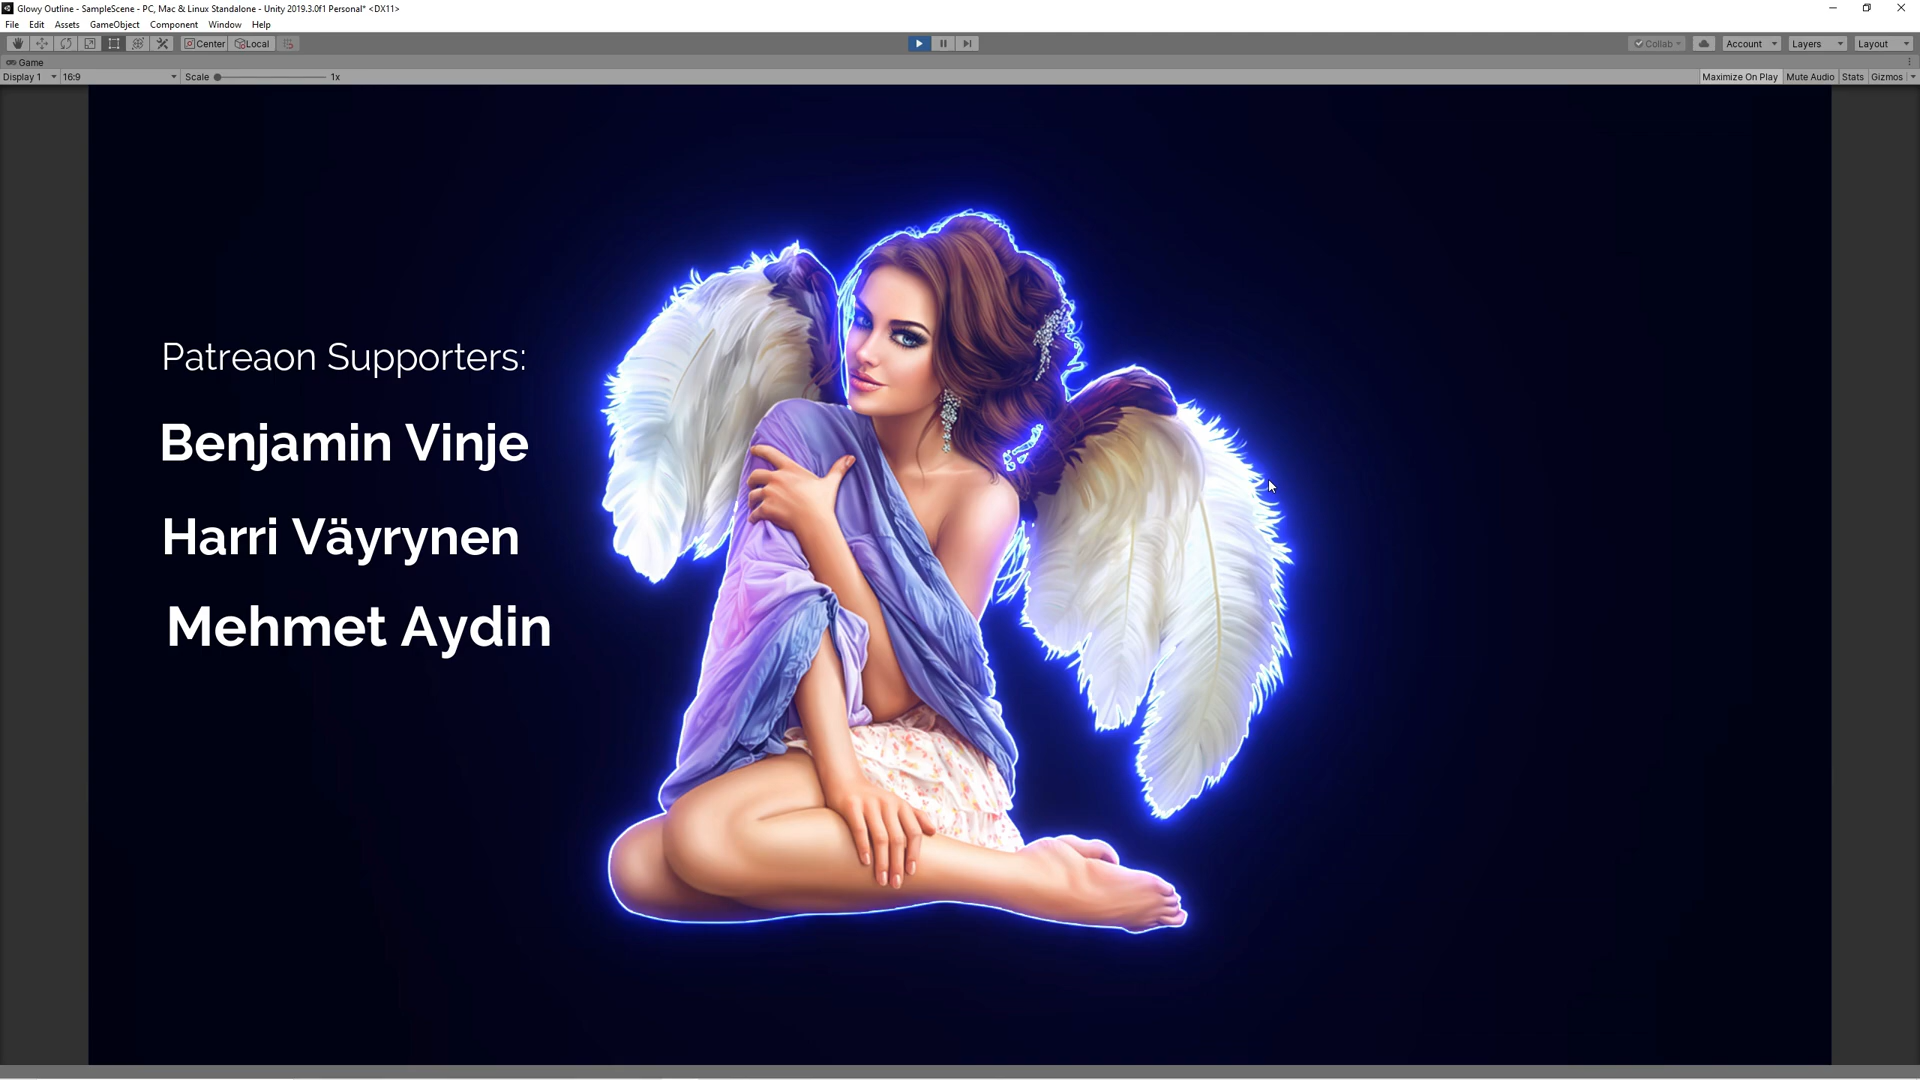 Glowy Outline - SampleScene - PC, Mac & Linux Standalone - Unity 2019.3.0f1 Personal* <DX11>
File Edit Assets GameObject Component Window Help
Center Local Collab Account Layers Layout
Game
Display 1 16:9 Scale 1x Maximize On Play Mute Audio Stats Gizmos
Patreaon Supporters:
Benjamin Vinje
Harri Väyrynen
Mehmet Aydin